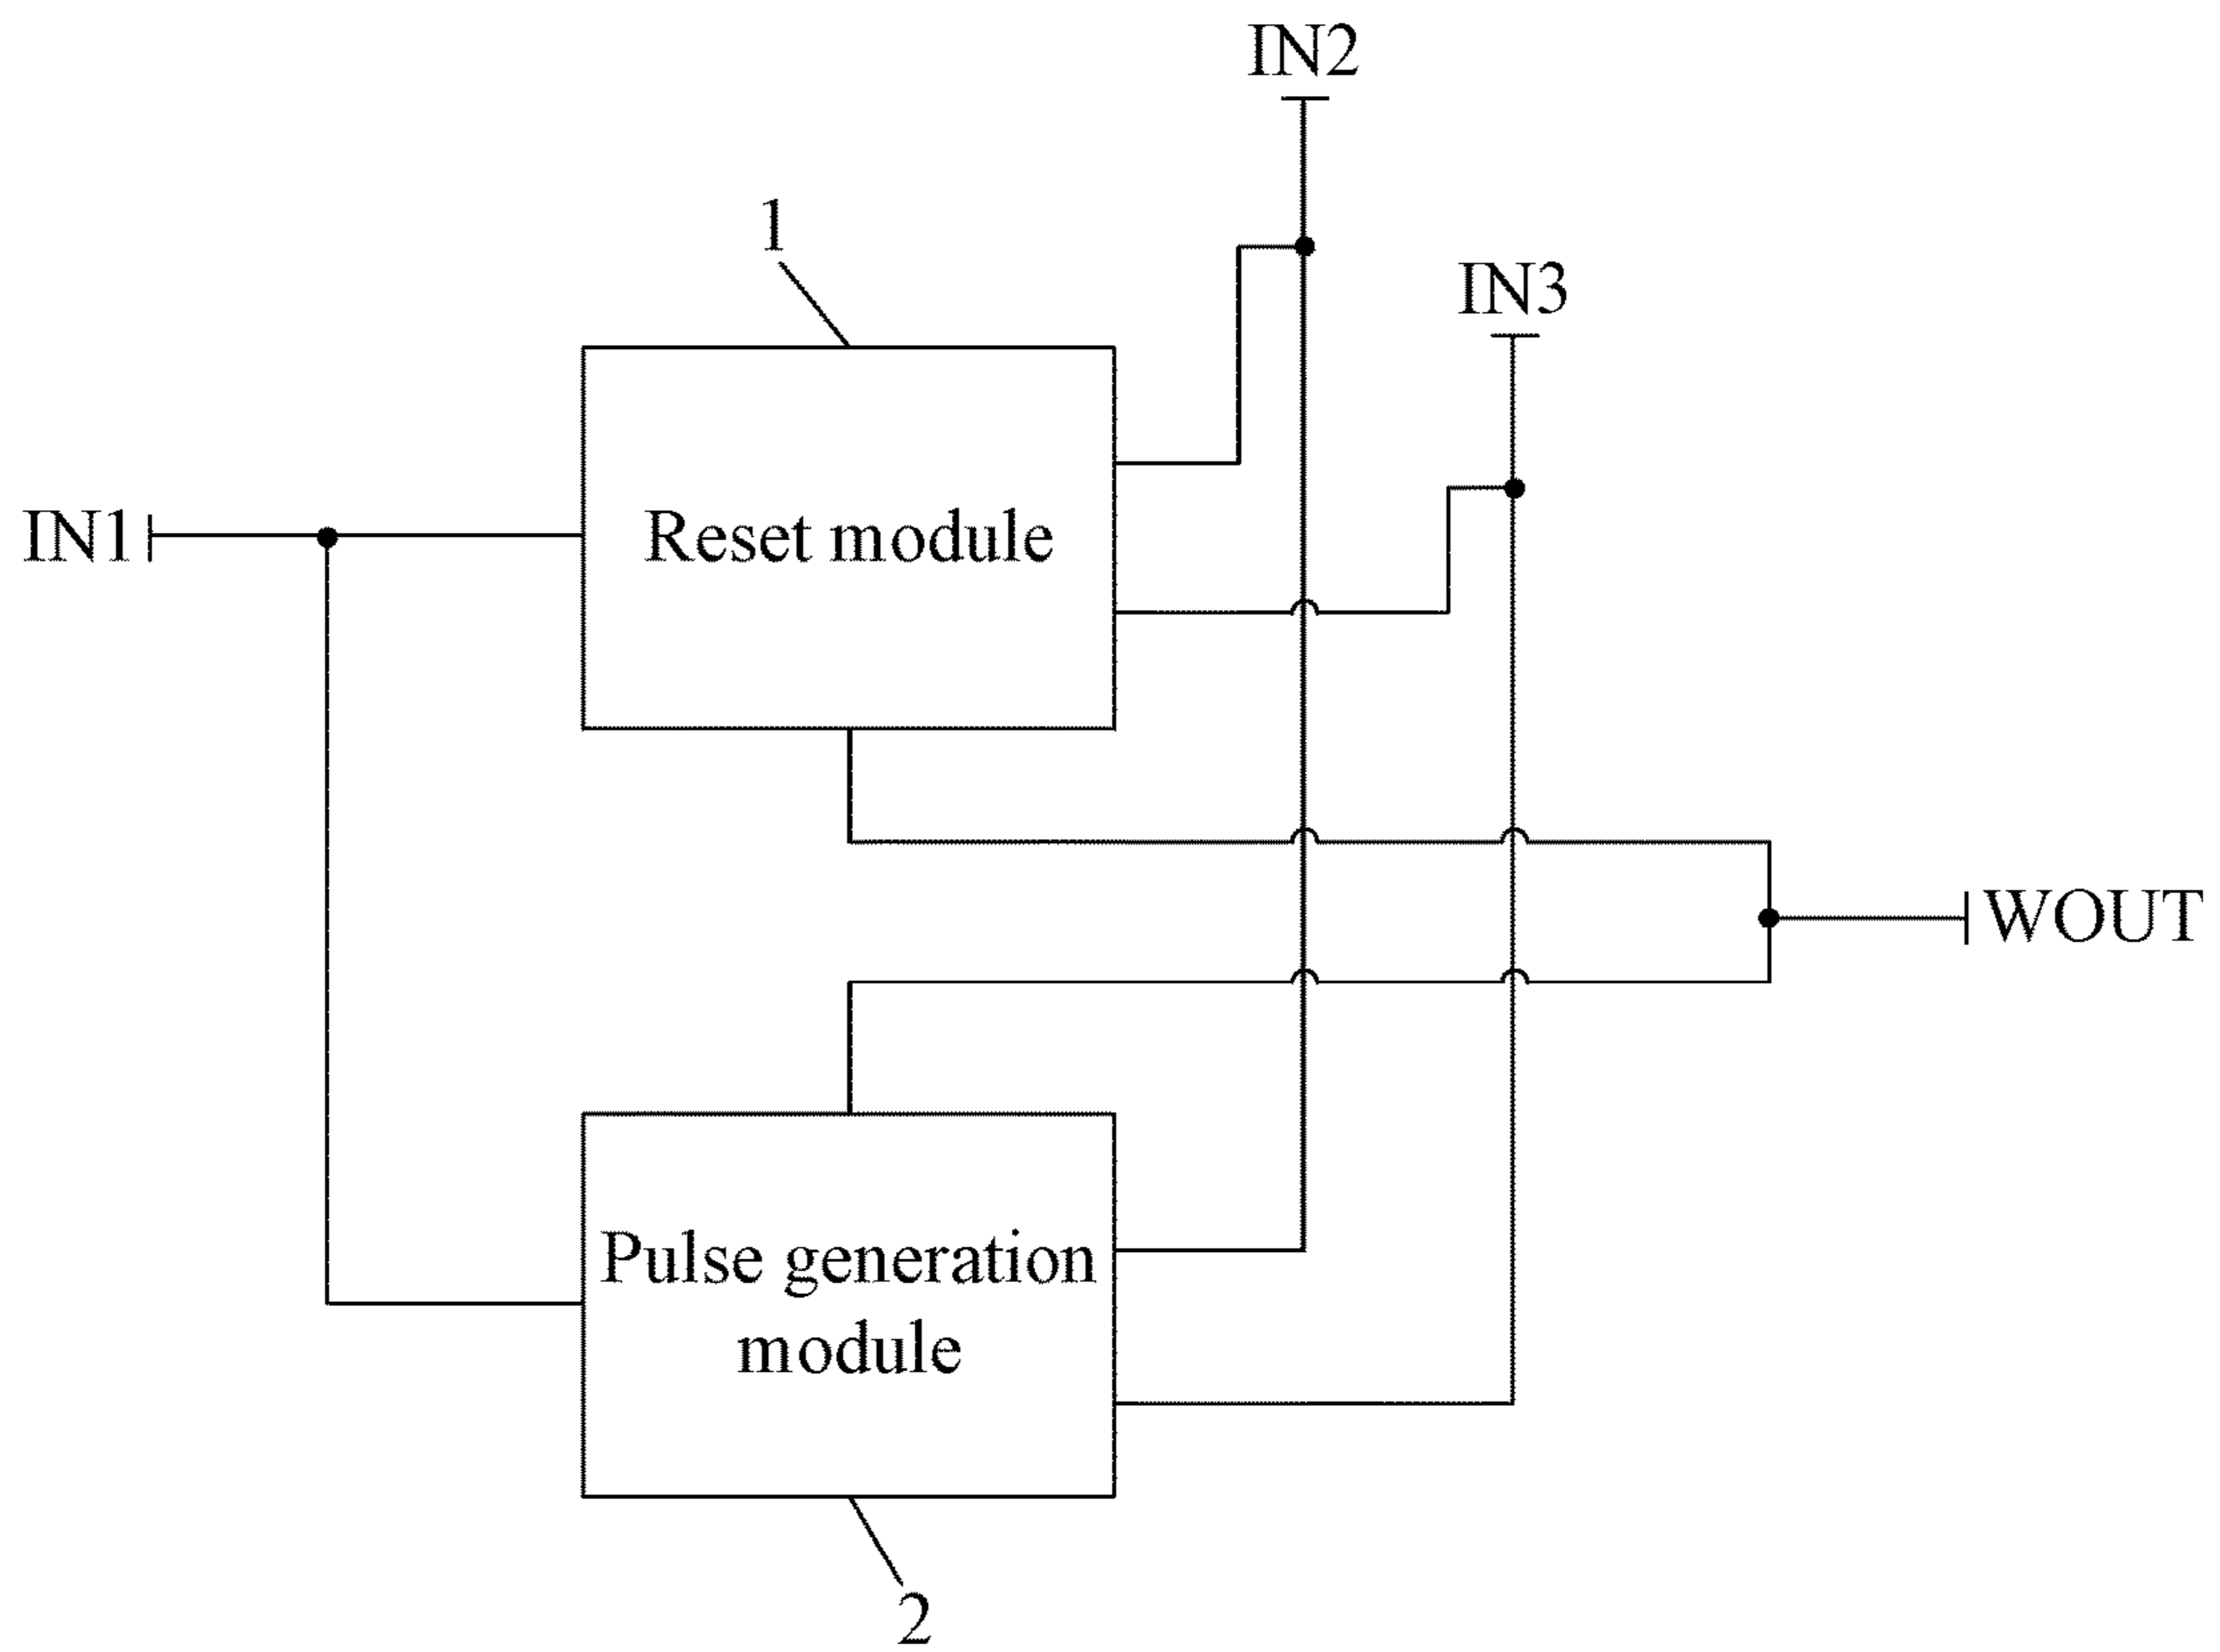 IN2
1
IN3
IN1
Reset module
WOUT
Pulse generation
module
2